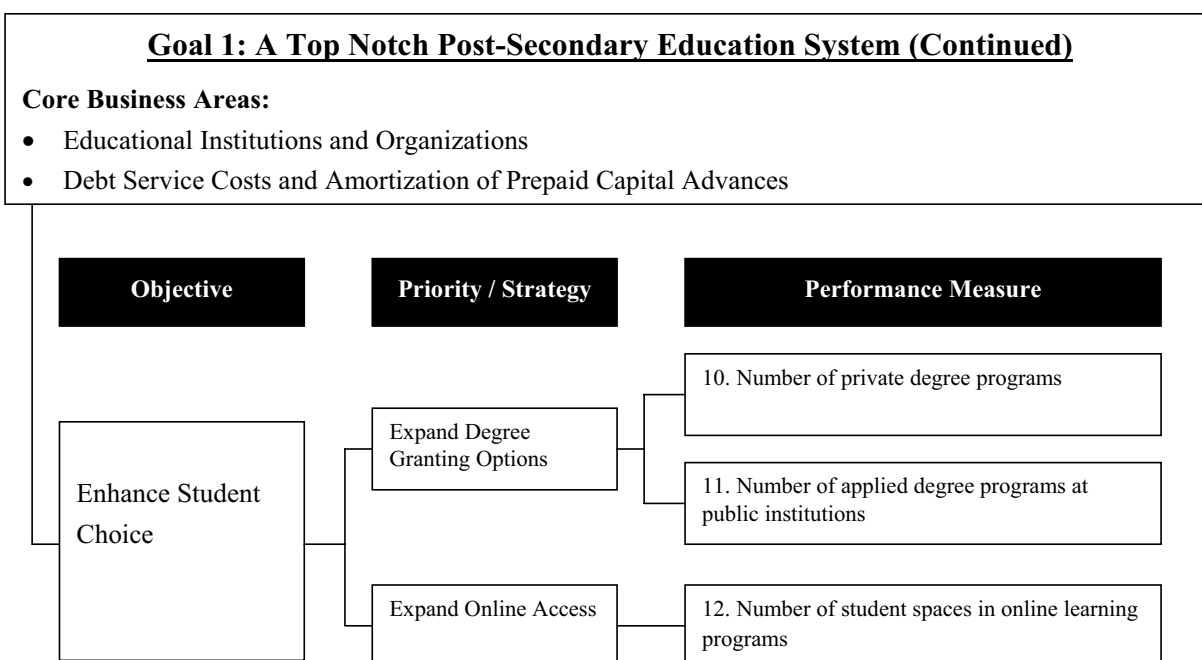 Goal 1: A Top Notch Post-Secondary Education System (Continued)
Core Business Areas:
• Educational Institutions and Organizations
• Debt Service Costs and Amortization of Prepaid Capital Advances
Objective
Priority / Strategy
Performance Measure
Enhance Student
Choice
Expand Degree
Granting Options
10. Number of private degree programs
11. Number of applied degree programs at
public institutions
Expand Online Access
12. Number of student spaces in online learning
programs